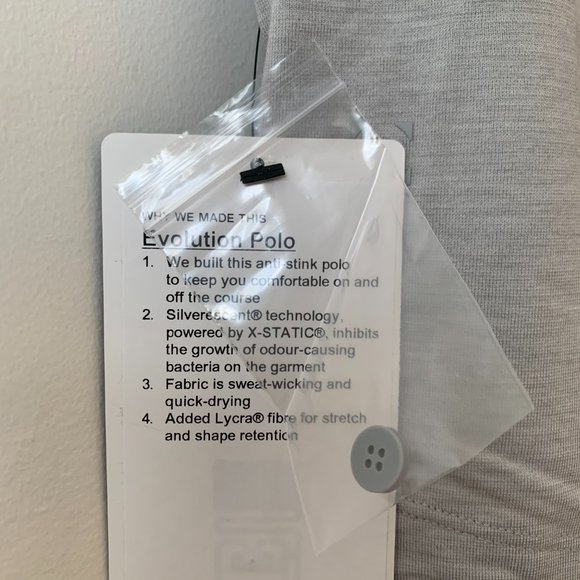 WHY WE MADE THIS
Evolution Polo
1. We built this anti-stink polo
to keep you comfortable on and
off the course
2. Silverescent® technology,
powered by X-STATIC®, inhibits
the growth of odour-causing
bacteria on the garment
3. Fabric is sweat-wicking and
quick-drying
4. Added Lycra® fibre for stretch
and shape retention